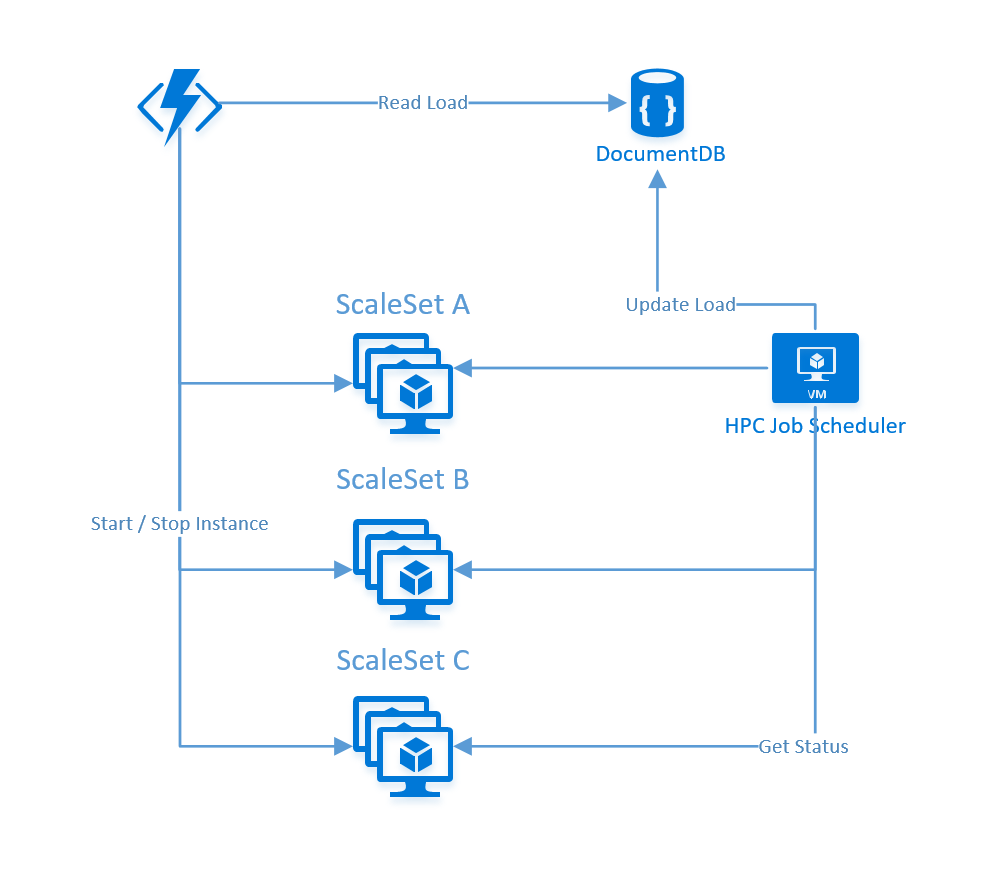 Read Load
DocumentDB
ScaleSet A
Update Load
VM
HPC Job Scheduler
ScaleSet B
Start / Stop Instance
ScaleSet C
Get Status